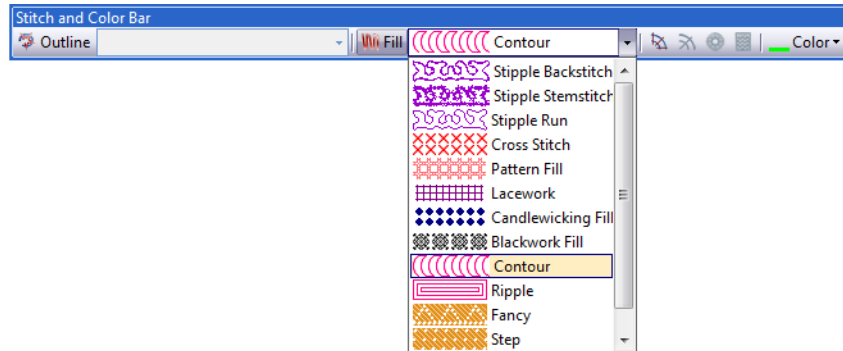 Stitch and Color Bar
Outline Fill Contour Color
Stipple Backstitch
Stipple Stemstitch
Stipple Run
Cross Stitch
Pattern Fill
Lacework
Candlewicking Fill
Blackwork Fill
Contour
Ripple
Fancy
Step